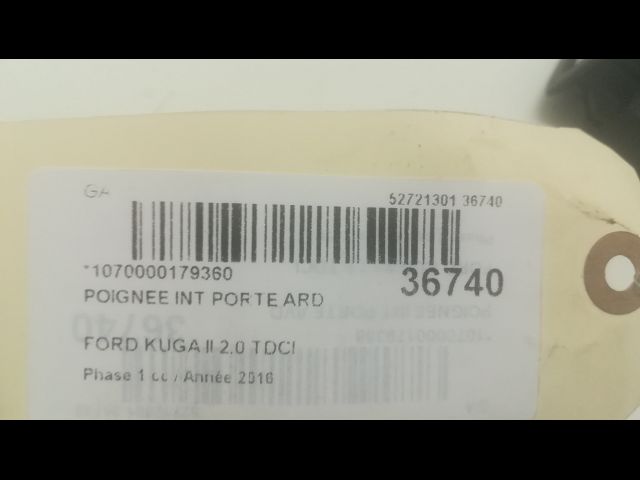 GA
52721301 36740
*1070000179360
36740
POIGNEE INT PORTE ARD
FORD KUGA II 2.0 TDCI
Phase 1 cc / Année 2016